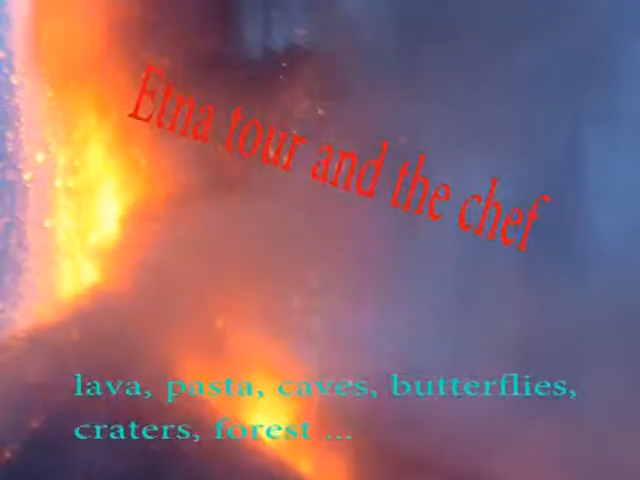 Etna tour and the chef
lava, pasta, caves, butterflies,
craters, forest ...